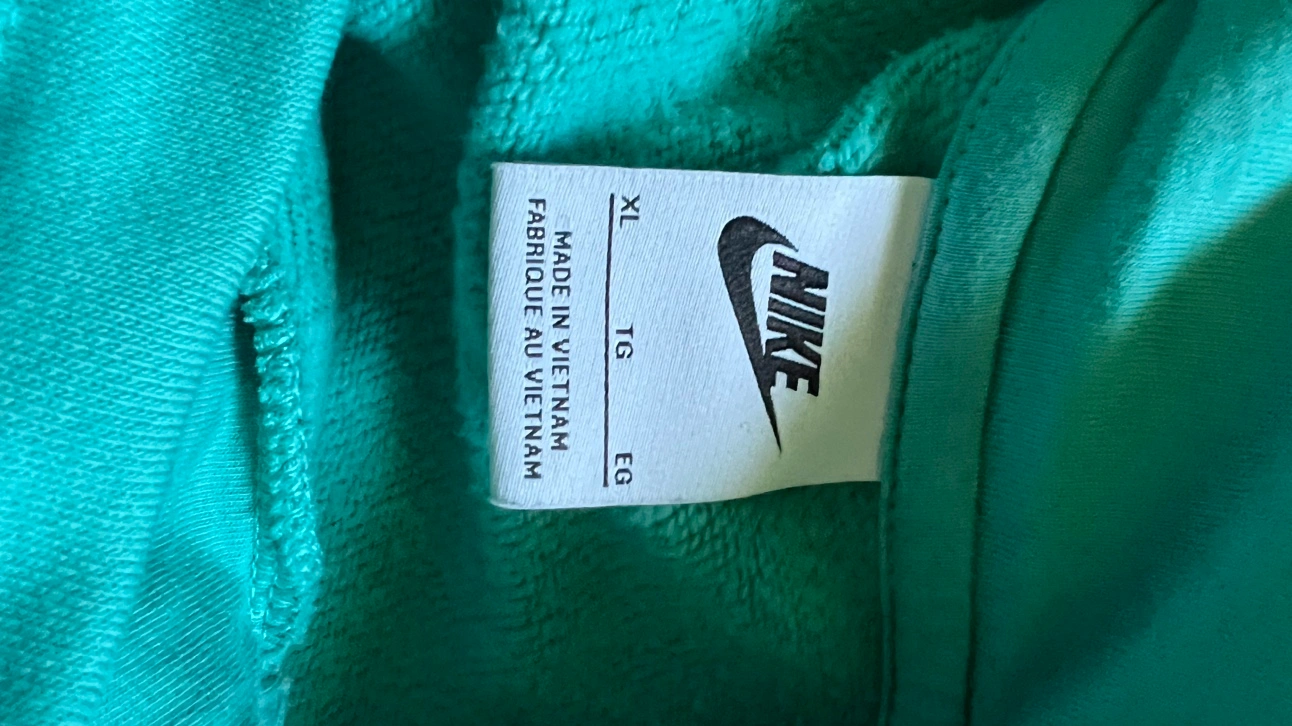 NIKE
XL TG EG
MADE IN VIETNAM
FABRIQUE AU VIETNAM